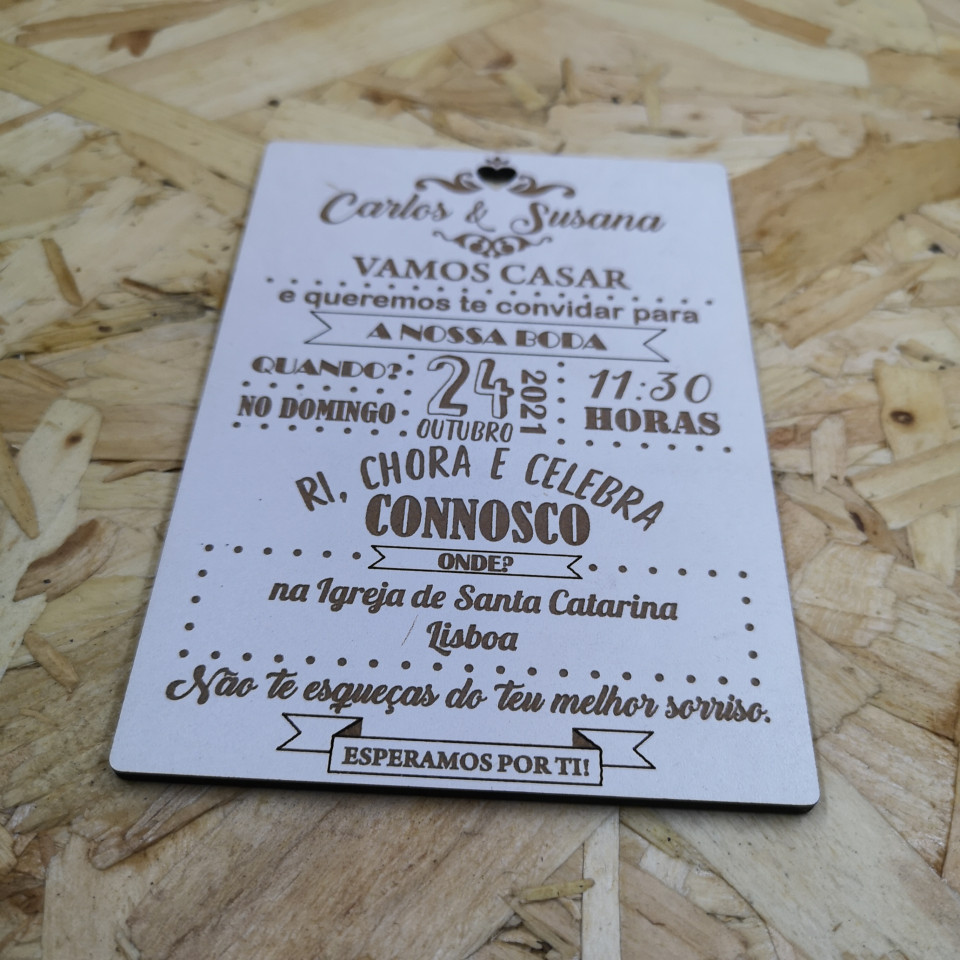 Carlos & Susana
VAMOS CASAR
e queremos te convidar para
A NOSSA BODA
QUANDO?
NO DOMINGO
24
OUTUBRO
2021
11:30
HORAS
RI, CHORA E CELEBRA
CONNOSCO
ONDE?
na Igreja de Santa Catarina
Lisboa
Não te esqueças do teu melhor sorriso.
ESPERAMOS POR TI!